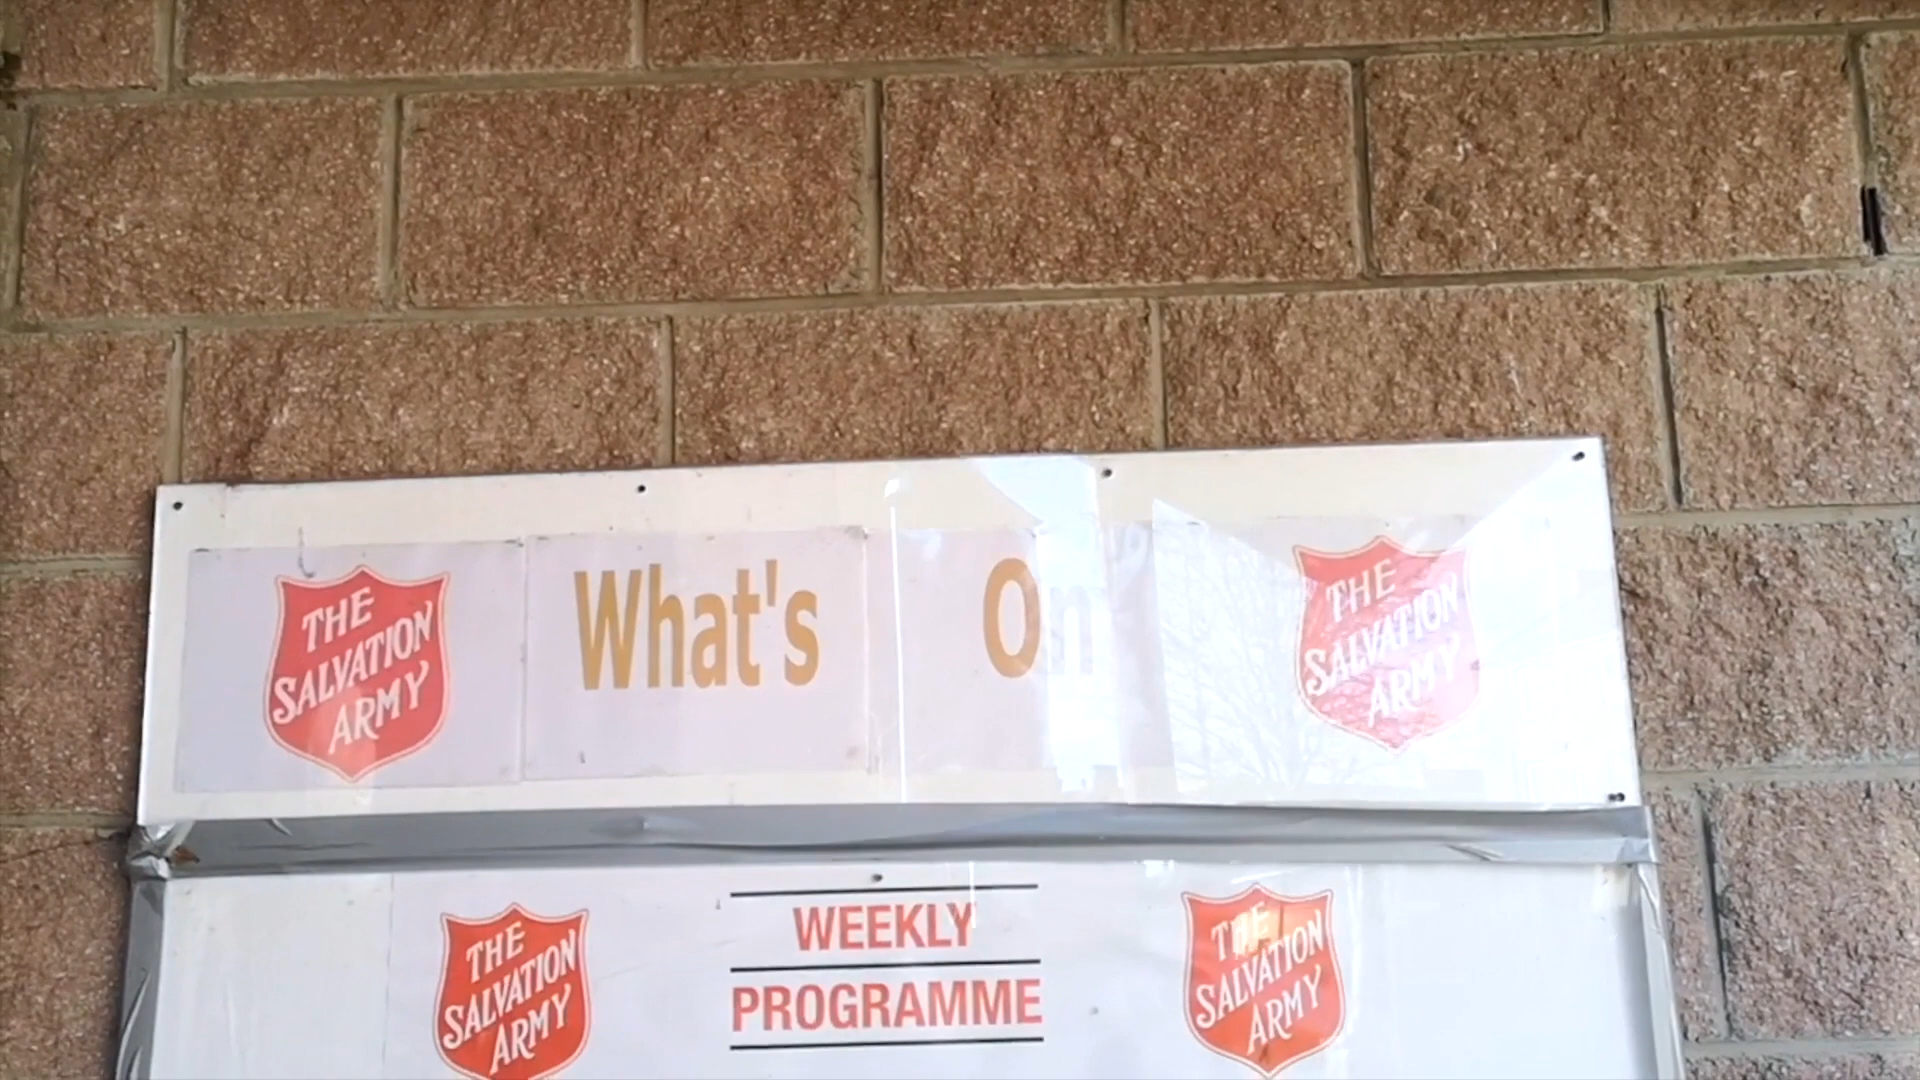 THE
SALVATION
ARMY
What's On
THE
SALVATION
ARMY
THE
SALVATION
ARMY
WEEKLY
PROGRAMME
THE
SALVATION
ARMY